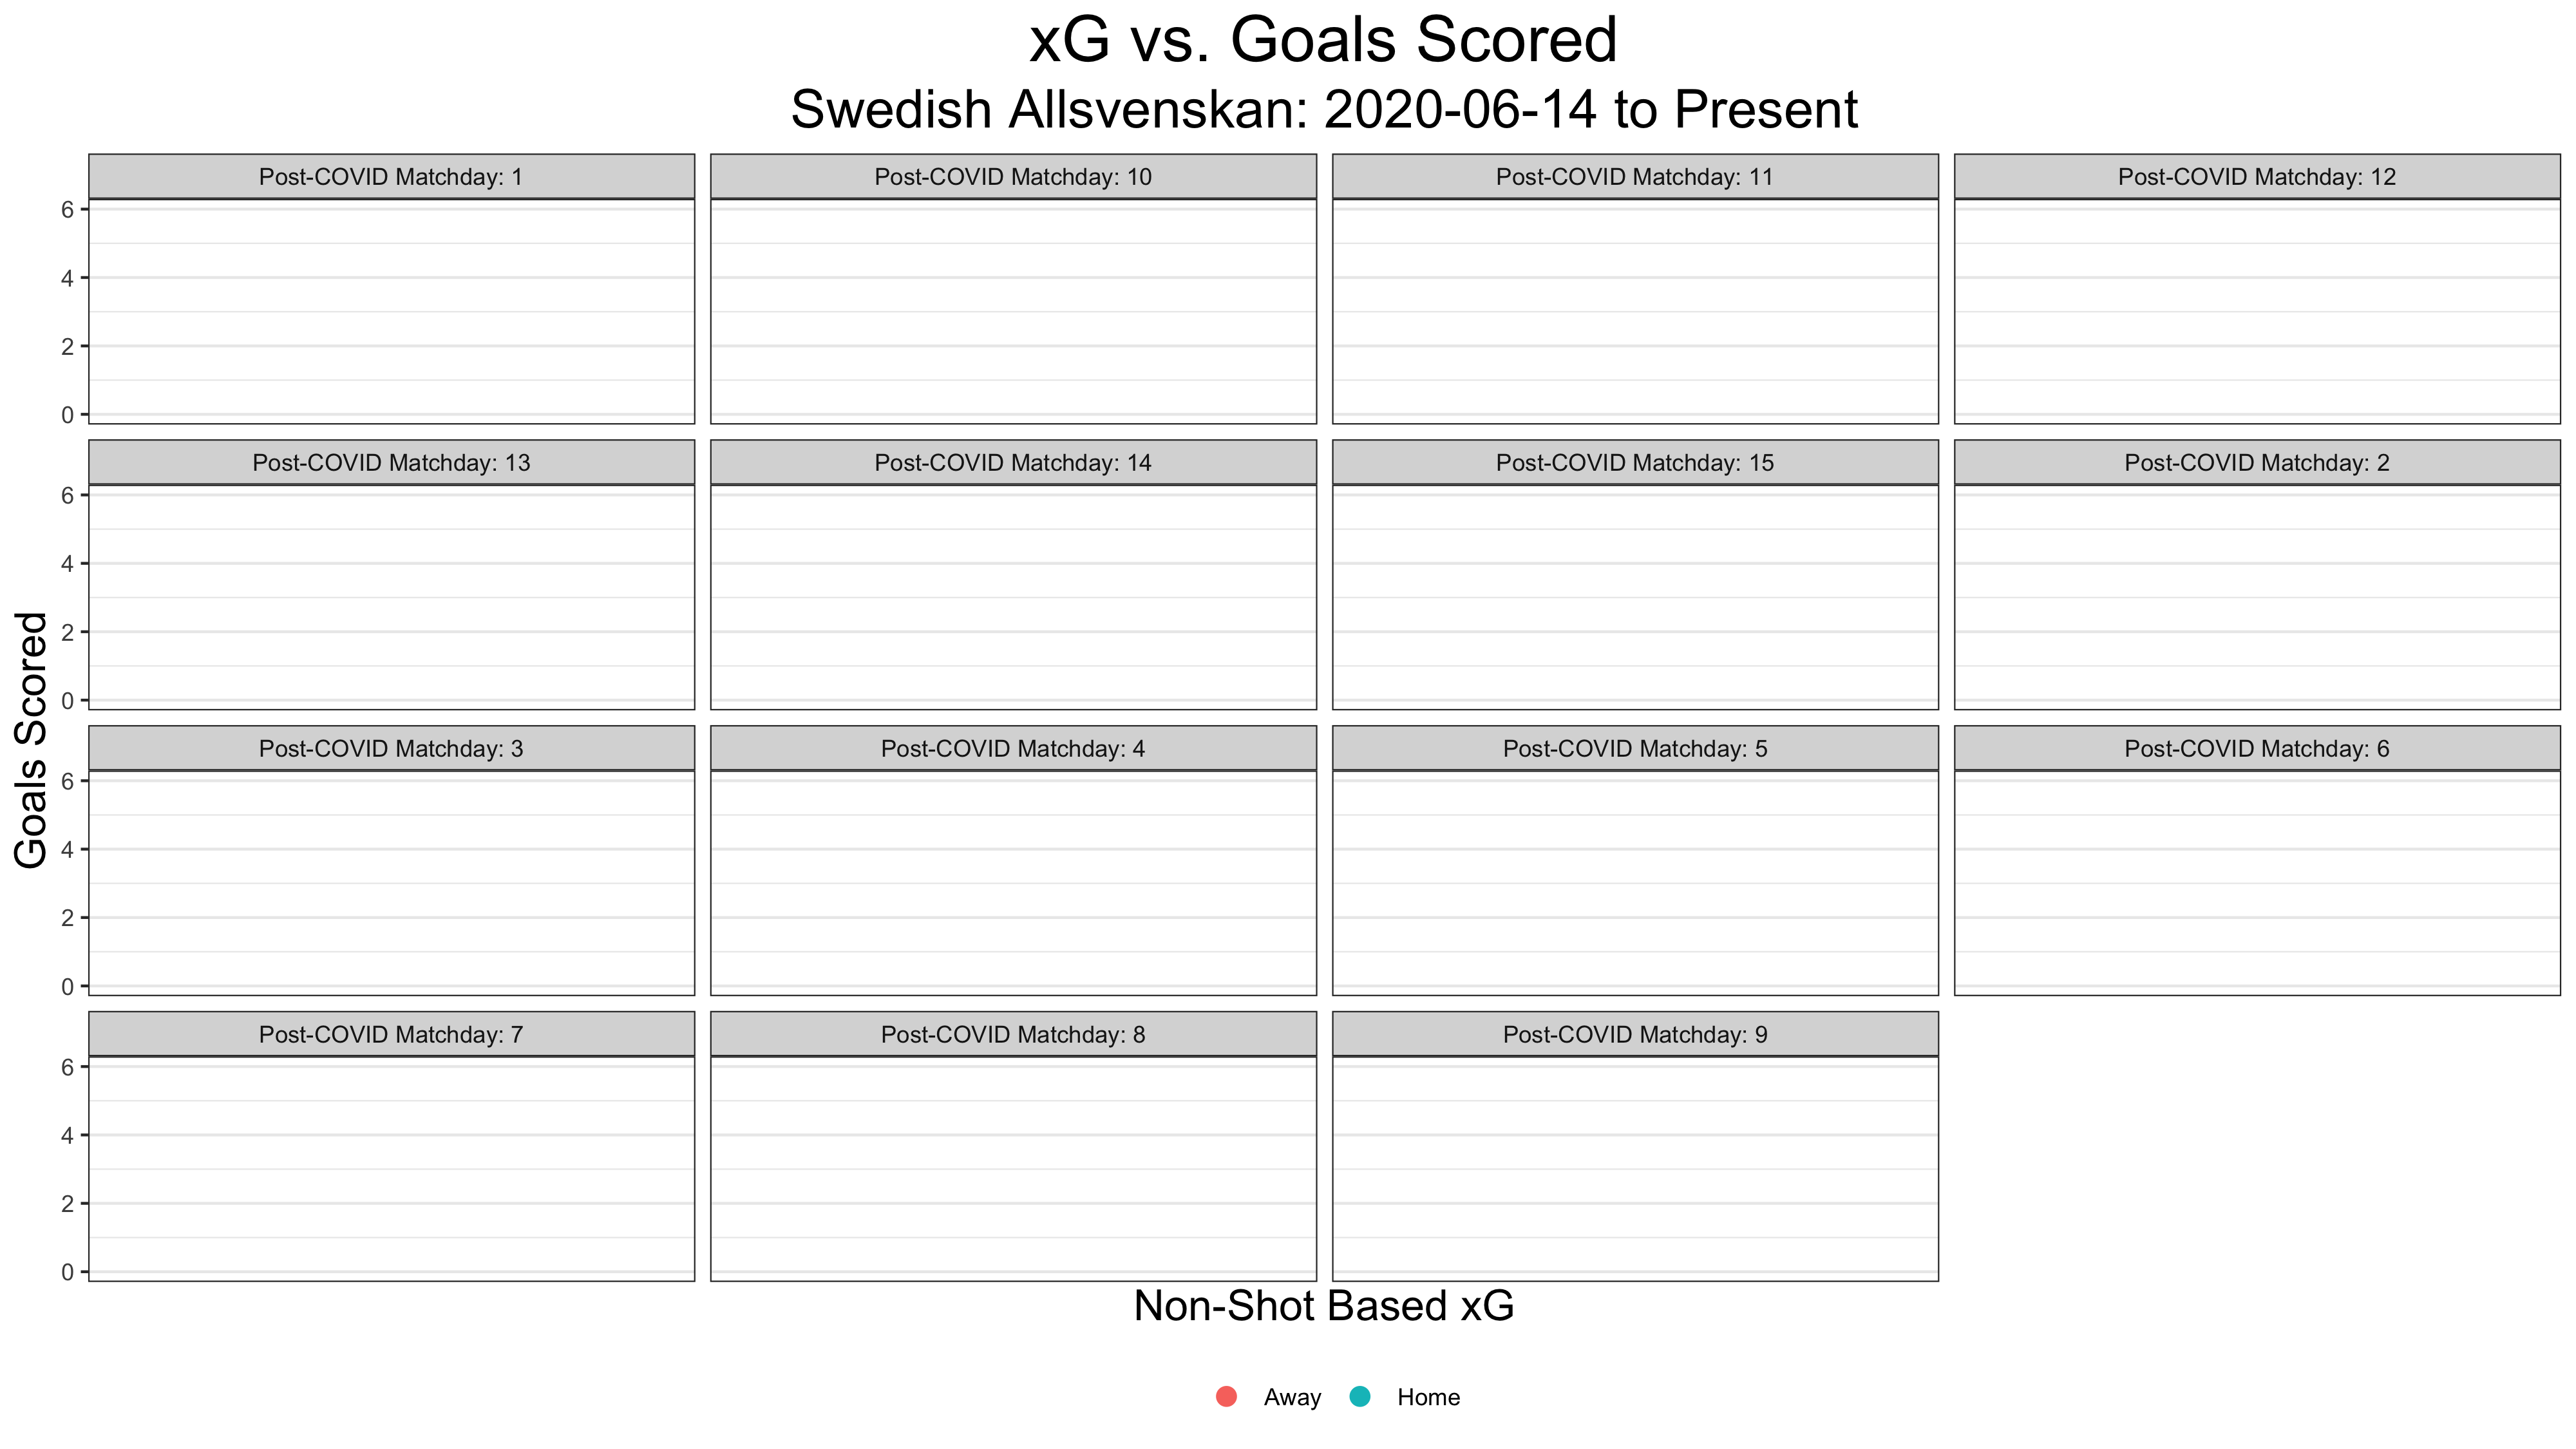 xG vs. Goals Scored
Swedish Allsvenskan: 2020-06-14 to Present
Post-COVID Matchday: 1
Post-COVID Matchday: 10
Post-COVID Matchday: 11
Post-COVID Matchday: 12
6
4
2
0
Post-COVID Matchday: 13
Post-COVID Matchday: 14
Post-COVID Matchday: 15
Post-COVID Matchday: 2
6
4
2
0
Goals Scored
Post-COVID Matchday: 3
Post-COVID Matchday: 4
Post-COVID Matchday: 5
Post-COVID Matchday: 6
6
4
2
0
Post-COVID Matchday: 7
Post-COVID Matchday: 8
Post-COVID Matchday: 9
6
4
2
0
Non-Shot Based xG
Away
Home